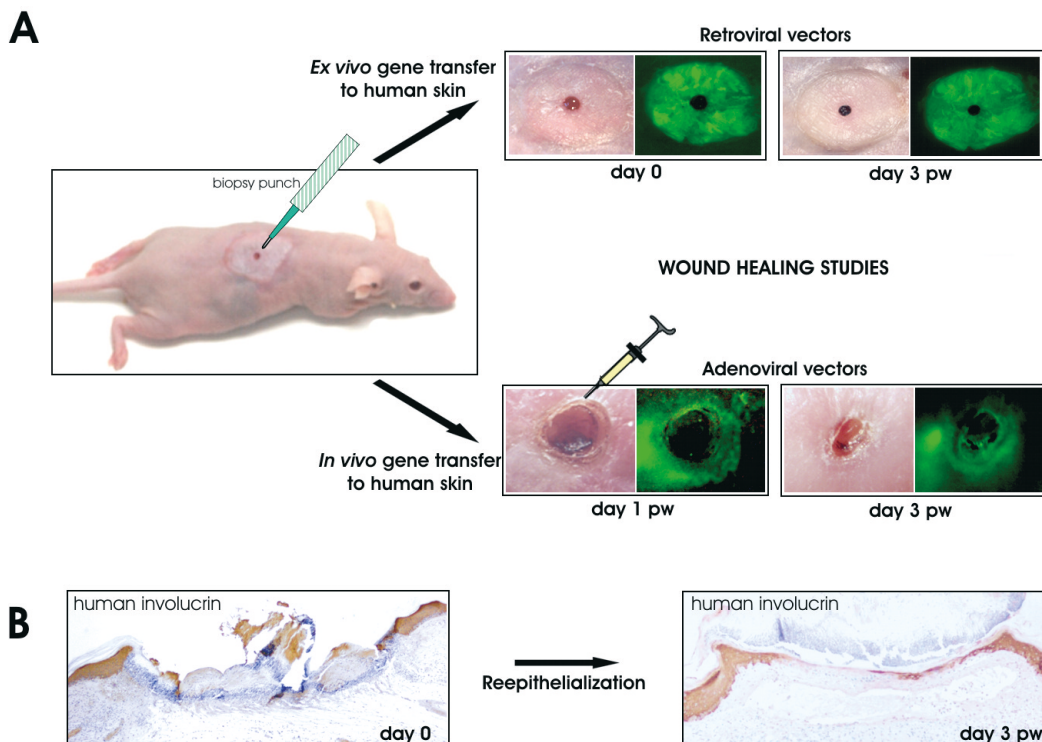 A
Retroviral vectors
Ex vivo gene transfer
to human skin
biopsy punch
day 0
day 3 pw
WOUND HEALING STUDIES
Adenoviral vectors
In vivo gene transfer
to human skin
day 1 pw
day 3 pw
B
human involucrin
day 0
Reepithelialization
human involucrin
day 3 pw